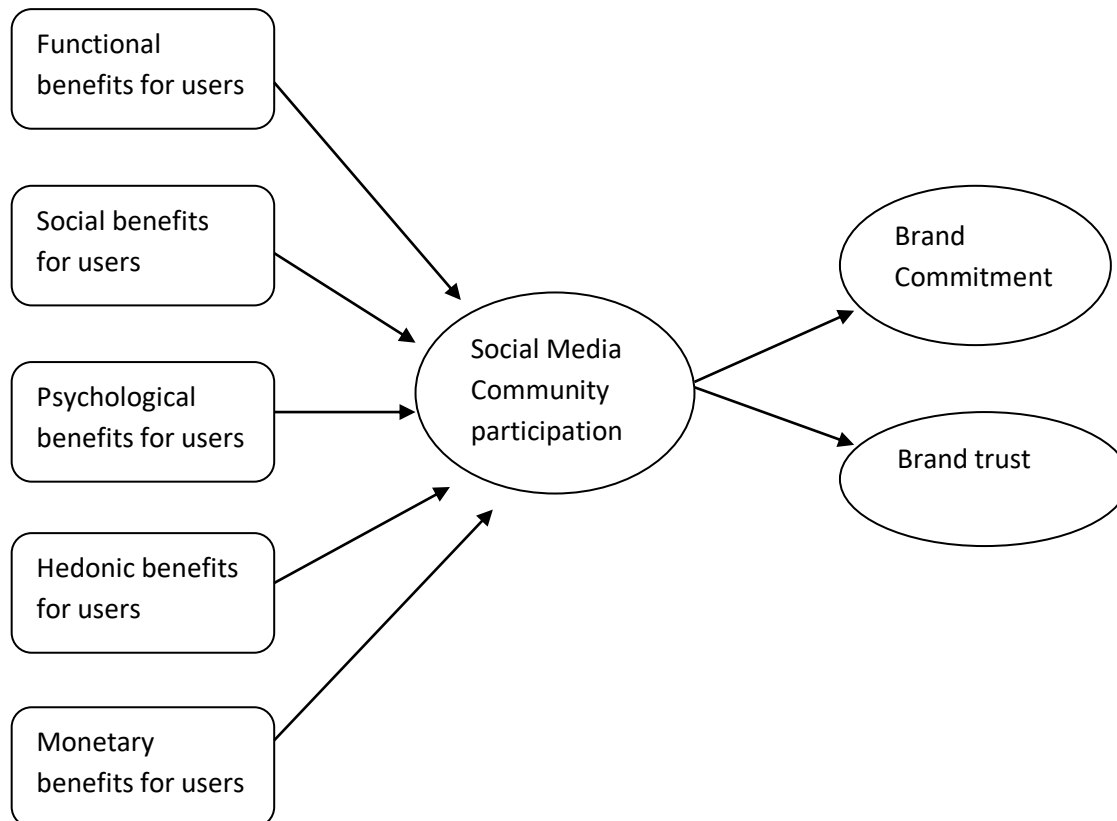 Functional
benefits for users
Social benefits
for users
Psychological
benefits for users
Hedonic benefits
for users
Monetary
benefits for users
Social Media
Community
participation
Brand
Commitment
Brand trust